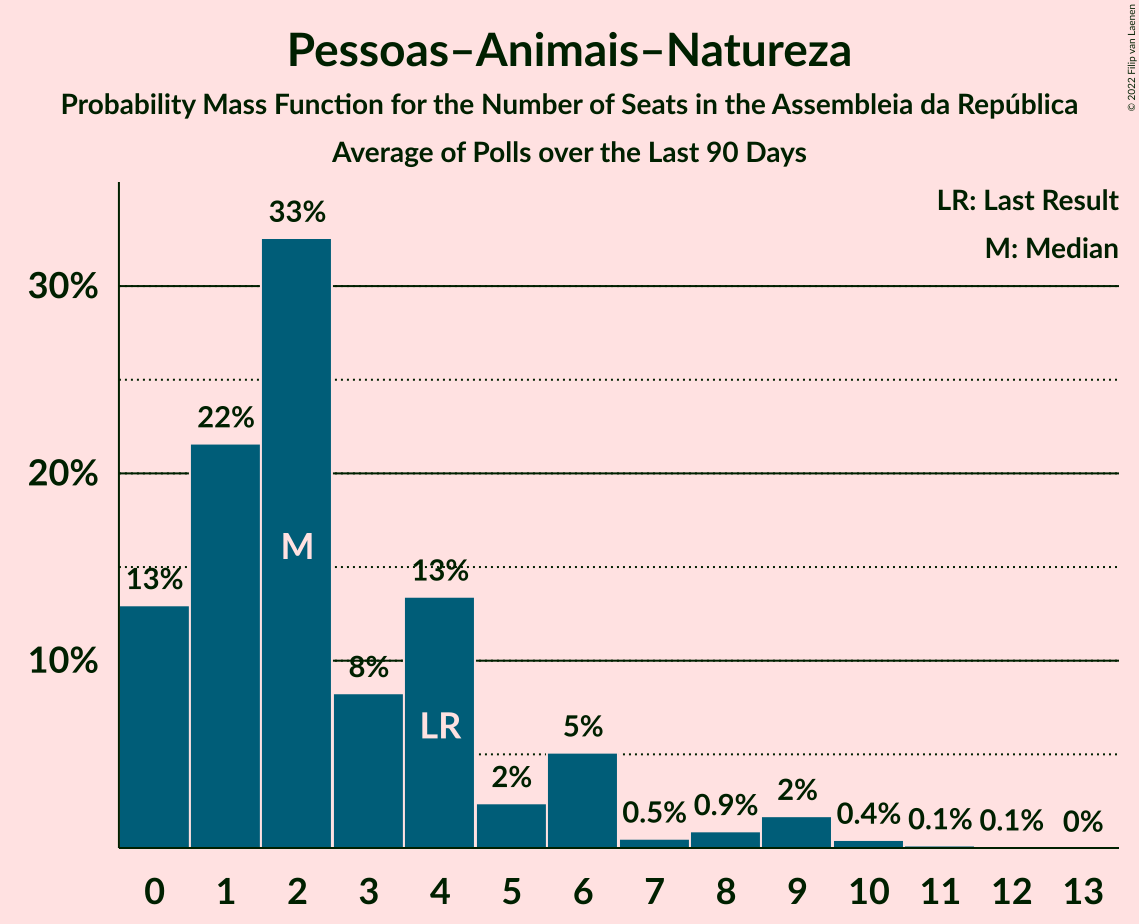 Pessoas–Animais–Natureza
Probability Mass Function for the Number of Seats in the Assembleia da República
Average of Polls over the Last 90 Days
© 2022 Filip van Laenen
LR: Last Result
M: Median
33%
30%
22%
20%
M
13%
13%
10%
8%
LR
5%
2%
0.5%
0.9%
2%
0.4%
0.1%
0.1%
0%
0 1 2 3 4 5 6 7 8 9 10 11 12 13